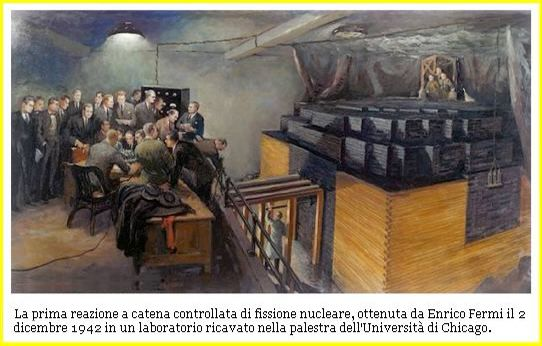 La prima reazione a catena controllata di fissione nucleare, ottenuta da Enrico Fermi il 2
dicembre 1942 in un laboratorio ricavato nella palestra dell'Università di Chicago.